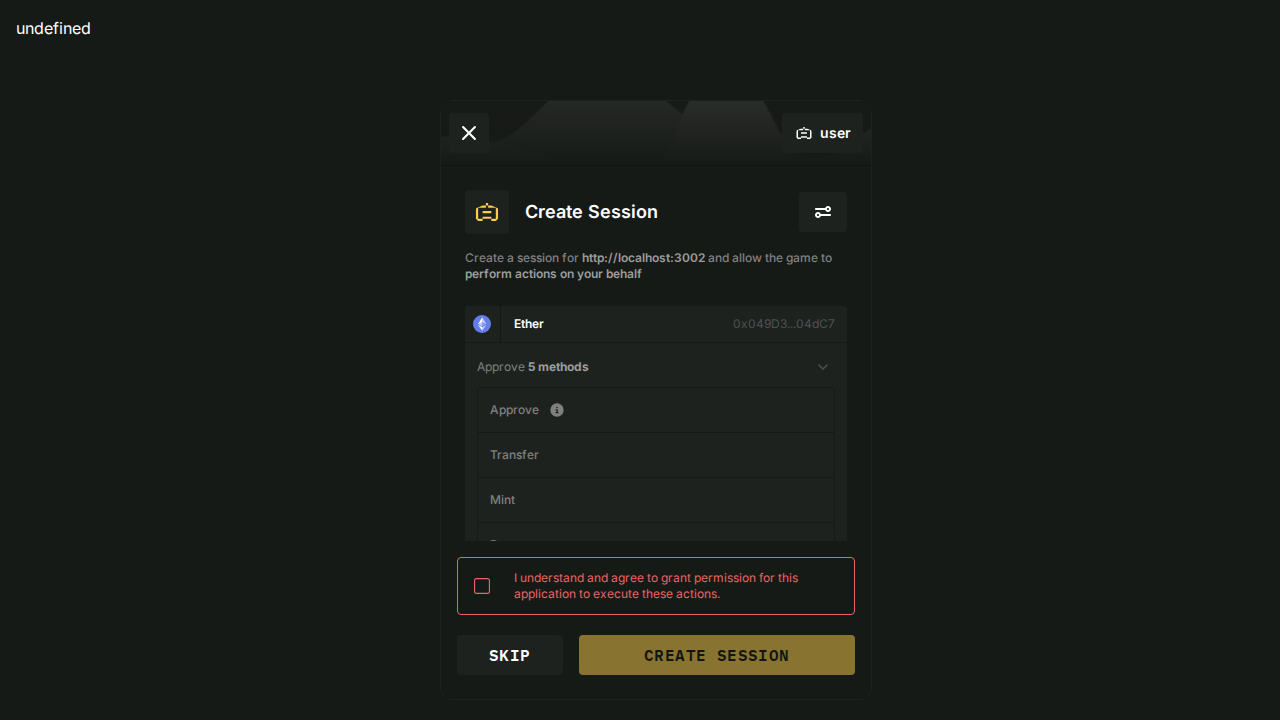 undefined
user
Create Session
Create a session for http://localhost:3002 and allow the game to
perform actions on your behalf
Ether 0x049D3...04dC7
Approve 5 methods
Approve
Transfer
Mint
I understand and agree to grant permission for this
application to execute these actions.
SKIP CREATE SESSION